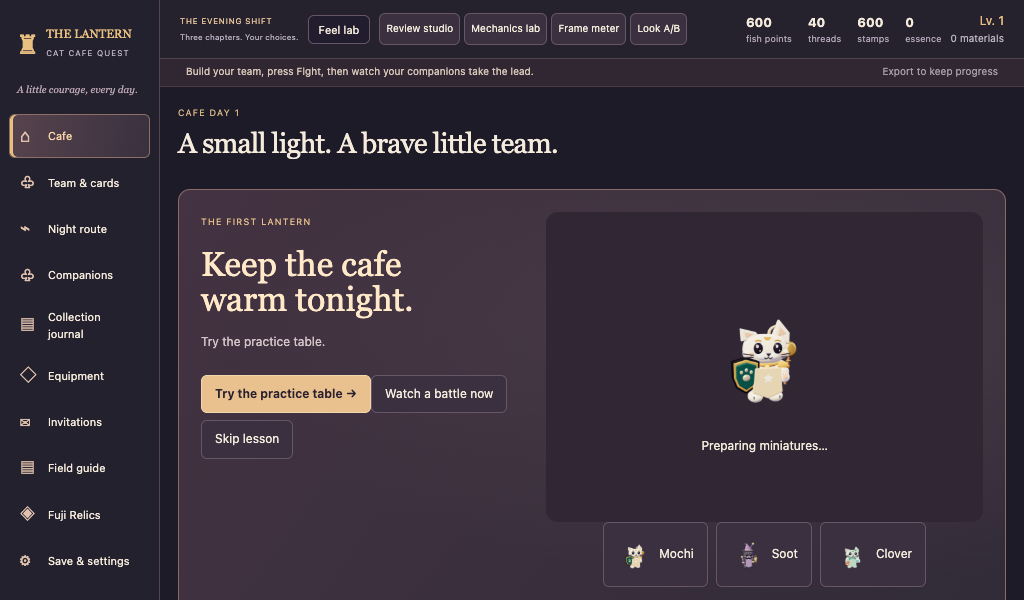 THE LANTERN
CAT CAFE QUEST
A little courage, every day.
Cafe
Team & cards
Night route
Companions
Collection
journal
Equipment
Invitations
Field guide
Fuji Relics
Save & settings
THE EVENING SHIFT
Three chapters. Your choices.
Feel lab
Review studio
Mechanics lab
Frame meter
Look A/B
600
fish points
40
threads
600
stamps
0
essence
Lv. 1
0 materials
Build your team, press Fight, then watch your companions take the lead.
Export to keep progress
CAFE DAY 1
A small light. A brave little team.
THE FIRST LANTERN
Keep the cafe
warm tonight.
Try the practice table.
Try the practice table →
Watch a battle now
Skip lesson
Preparing miniatures...
Mochi
Soot
Clover